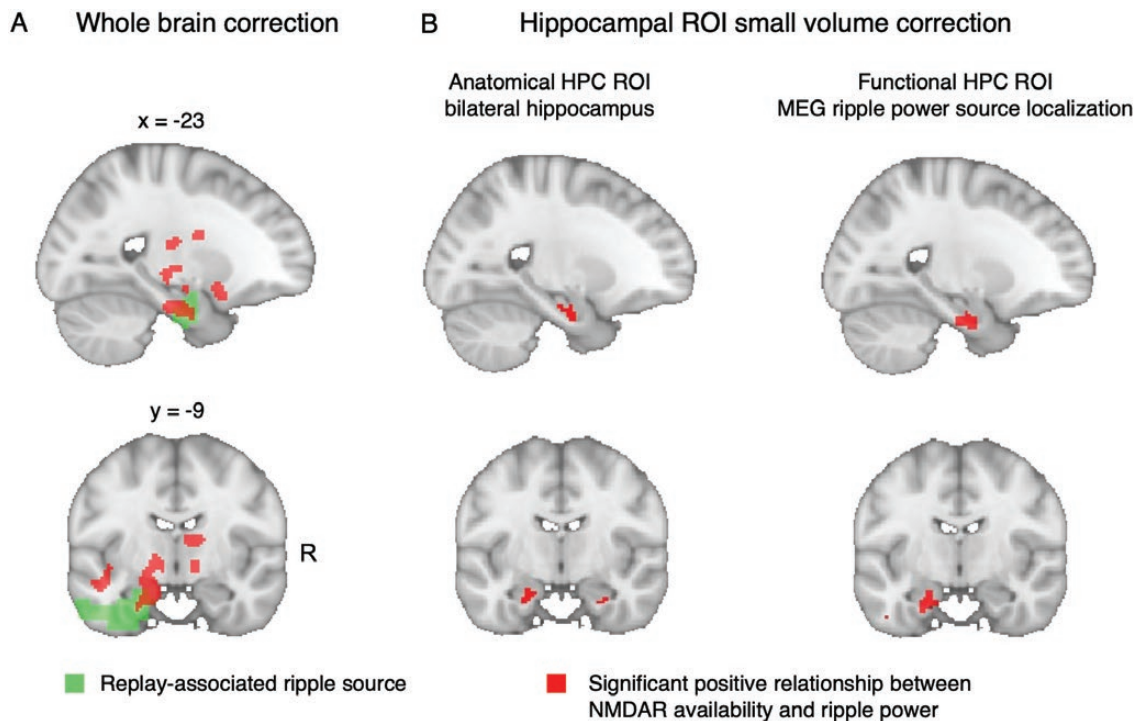 A Whole brain correction
B Hippocampal ROI small volume correction
Anatomical HPC ROI
bilateral hippocampus
Functional HPC ROI
MEG ripple power source localization
x = -23
y = -9
R
Replay-associated ripple source
Significant positive relationship between
NMDAR availability and ripple power